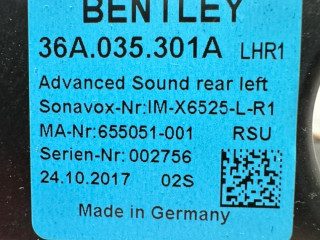 BENTLEY
36A.035.301A LHR1
Advanced Sound rear left
Sonavox-Nr:IM-X6525-L-R1
MA-Nr:655051-001 RSU
Serien-Nr: 002756
24.10.2017 02S
Made in Germany